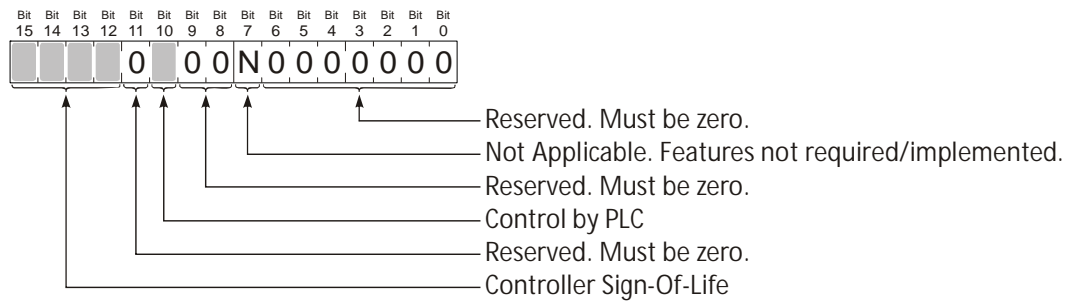 Bit Bit Bit Bit Bit Bit Bit Bit Bit Bit Bit Bit Bit Bit Bit Bit
15 14 13 12 11 10 9 8 7 6 5 4 3 2 1 0
0 0 0 N 0 0 0 0 0 0 0
Reserved. Must be zero.
Not Applicable. Features not required/implemented.
Reserved. Must be zero.
Control by PLC
Reserved. Must be zero.
Controller Sign-Of-Life